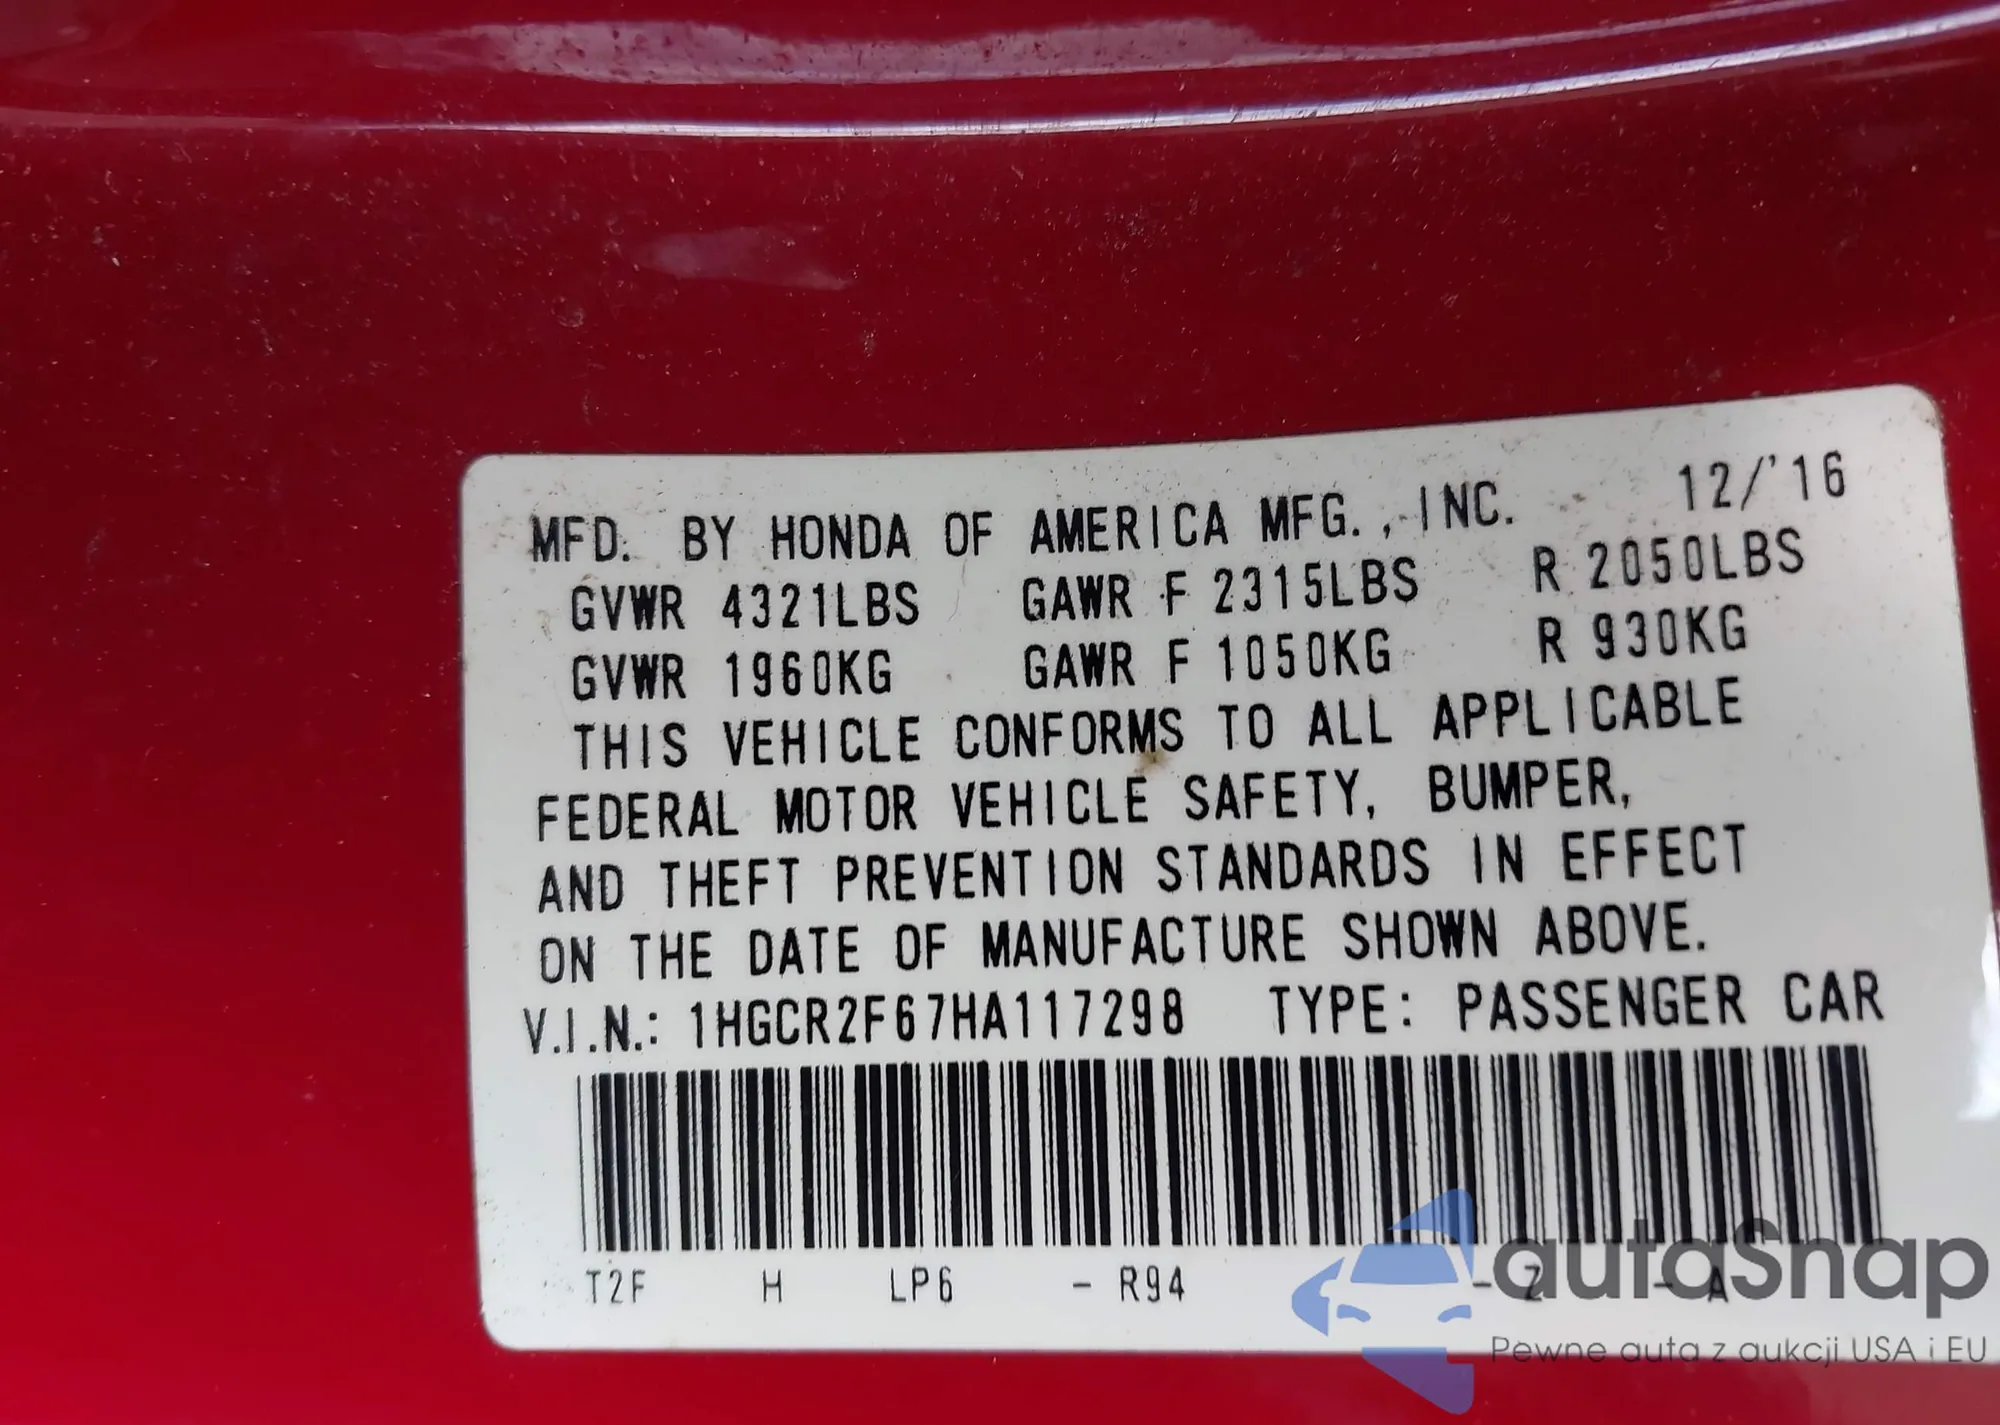 MFD. BY HONDA OF AMERICA MFG., INC. 12/'16
GVWR 4321LBS GAWR F 2315LBS R 2050LBS
GVWR 1960KG GAWR F 1050KG R 930KG
THIS VEHICLE CONFORMS TO ALL APPLICABLE
FEDERAL MOTOR VEHICLE SAFETY, BUMPER,
AND THEFT PREVENTION STANDARDS IN EFFECT
ON THE DATE OF MANUFACTURE SHOWN ABOVE.
V.I.N.: 1HGCR2F67HA117298 TYPE: PASSENGER CAR
T2F H LP6 - R94 - Z - A
autaSnap
Pewne auta z aukcji USA i EU